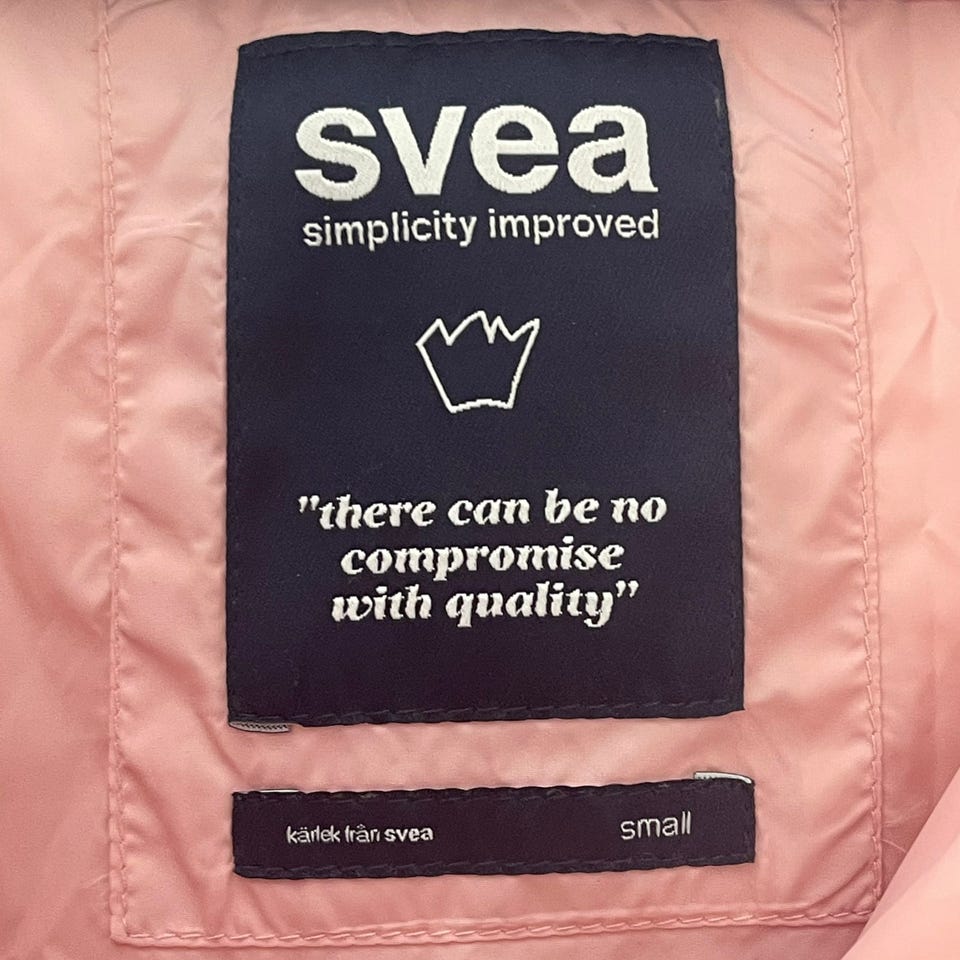 svea
simplicity improved
"there can be no
compromise
with quality"
kärlek från svea
small